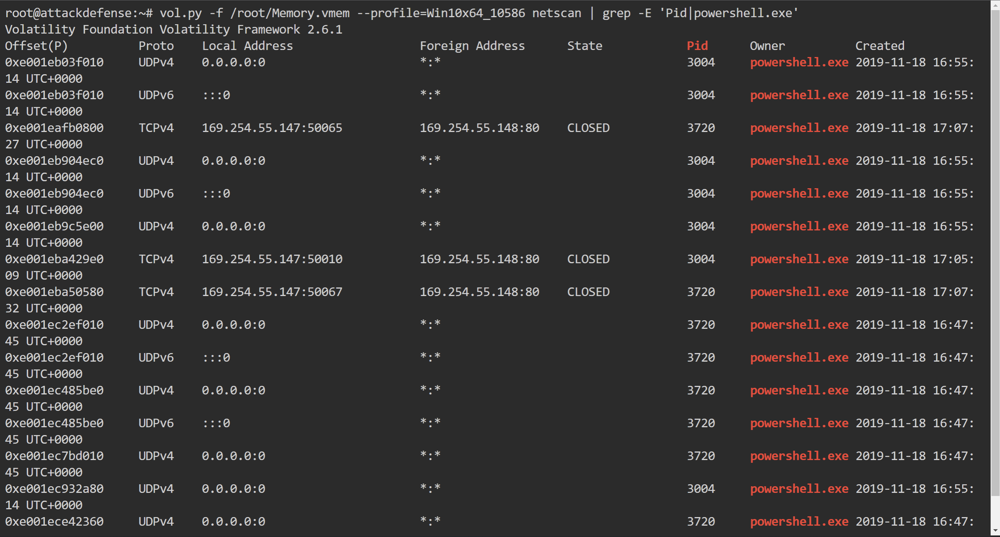 root@attackdefense:~# vol.py -f /root/Memory.vmem --profile=Win10x64_10586 netscan | grep -E 'Pid|powershell.exe'
Volatility Foundation Volatility Framework 2.6.1
Offset(P)          Proto    Local Address                  Foreign Address      State            Pid      Owner          Created
0xe001eb03f010     UDPv4    0.0.0.0:0                      *:*                                   3004     powershell.exe 2019-11-18 16:55:
14 UTC+0000
0xe001eb03f010     UDPv6    :::0                           *:*                                   3004     powershell.exe 2019-11-18 16:55:
14 UTC+0000
0xe001eafb0800     TCPv4    169.254.55.147:50065           169.254.55.148:80    CLOSED           3720     powershell.exe 2019-11-18 17:07:
27 UTC+0000
0xe001eb904ec0     UDPv4    0.0.0.0:0                      *:*                                   3004     powershell.exe 2019-11-18 16:55:
14 UTC+0000
0xe001eb904ec0     UDPv6    :::0                           *:*                                   3004     powershell.exe 2019-11-18 16:55:
14 UTC+0000
0xe001eb9c5e00     UDPv4    0.0.0.0:0                      *:*                                   3004     powershell.exe 2019-11-18 16:55:
14 UTC+0000
0xe001eba429e0     TCPv4    169.254.55.147:50010           169.254.55.148:80    CLOSED           3004     powershell.exe 2019-11-18 17:05:
09 UTC+0000
0xe001eba50580     TCPv4    169.254.55.147:50067           169.254.55.148:80    CLOSED           3720     powershell.exe 2019-11-18 17:07:
32 UTC+0000
0xe001ec2ef010     UDPv4    0.0.0.0:0                      *:*                                   3720     powershell.exe 2019-11-18 16:47:
45 UTC+0000
0xe001ec2ef010     UDPv6    :::0                           *:*                                   3720     powershell.exe 2019-11-18 16:47:
45 UTC+0000
0xe001ec485be0     UDPv4    0.0.0.0:0                      *:*                                   3720     powershell.exe 2019-11-18 16:47:
45 UTC+0000
0xe001ec485be0     UDPv6    :::0                           *:*                                   3720     powershell.exe 2019-11-18 16:47:
45 UTC+0000
0xe001ec7bd010     UDPv4    0.0.0.0:0                      *:*                                   3720     powershell.exe 2019-11-18 16:47:
45 UTC+0000
0xe001ec932a80     UDPv4    0.0.0.0:0                      *:*                                   3004     powershell.exe 2019-11-18 16:55:
14 UTC+0000
0xe001ece42360     UDPv4    0.0.0.0:0                      *:*                                   3720     powershell.exe 2019-11-18 16:47: